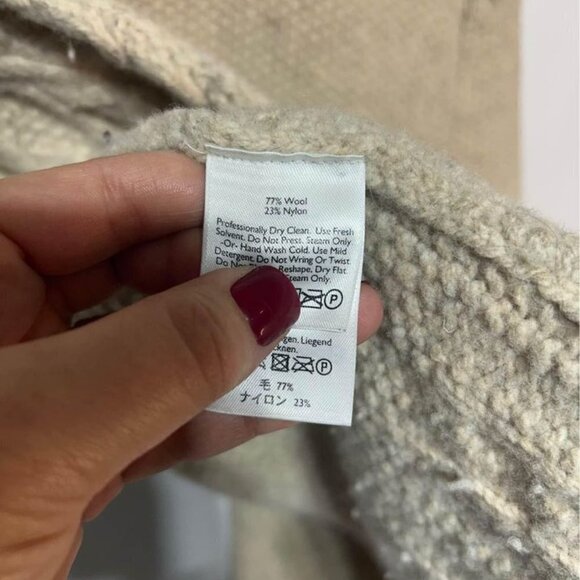 77% Wool
23% Nylon
Professionally Dry Clean. Use Fresh
Solvent. Do Not Press. Steam Only
-Or- Hand Wash Cold. Use Mild
Detergent. Do Not Wring Or Twist
Do Reshape, Dry Flat.
Steam Only.
P
Liegend
P
毛 77%
ナイロン 23%